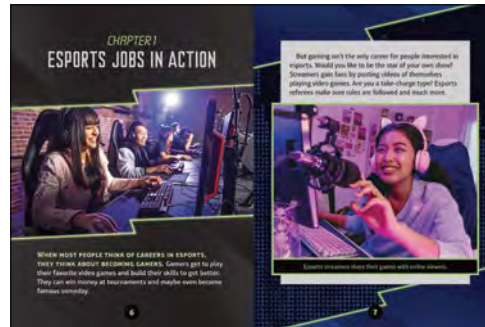 CHAPTER 1
ESPORTS JOBS IN ACTION
WHEN MOST PEOPLE THINK OF CAREERS IN ESPORTS,
THEY THINK ABOUT BECOMING GAMERS. Gamers get to play
their favorite video games and build their skills to get better.
They can win money at tournaments and maybe even become
famous someday.
6
But gaming isn't the only career for people interested in
esports. Would you like to be the star of your own show?
Streamers gain fans by posting videos of themselves
playing video games. Are you a take-charge type? Esports
referees make sure rules are followed and much more.
Esports streamers share their games with online viewers.
7